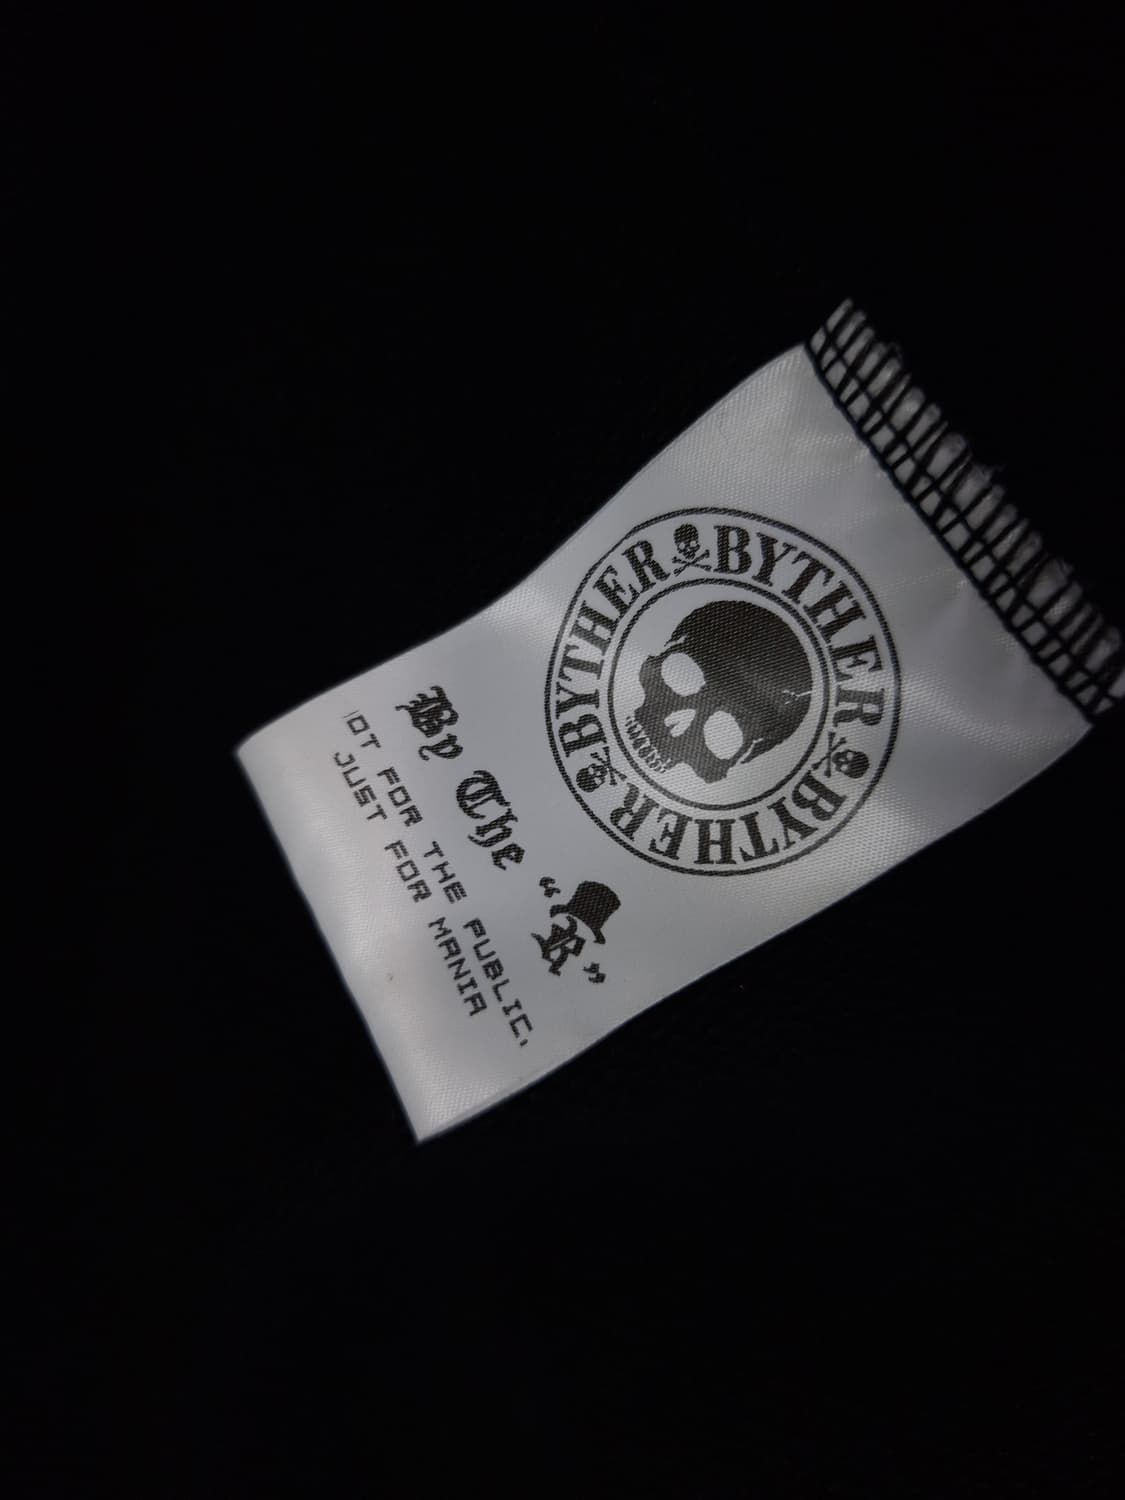 BYTHER BYTHER BYTHER
By The "R"
OT FOR THE PUBLIC,
JUST FOR MANIA